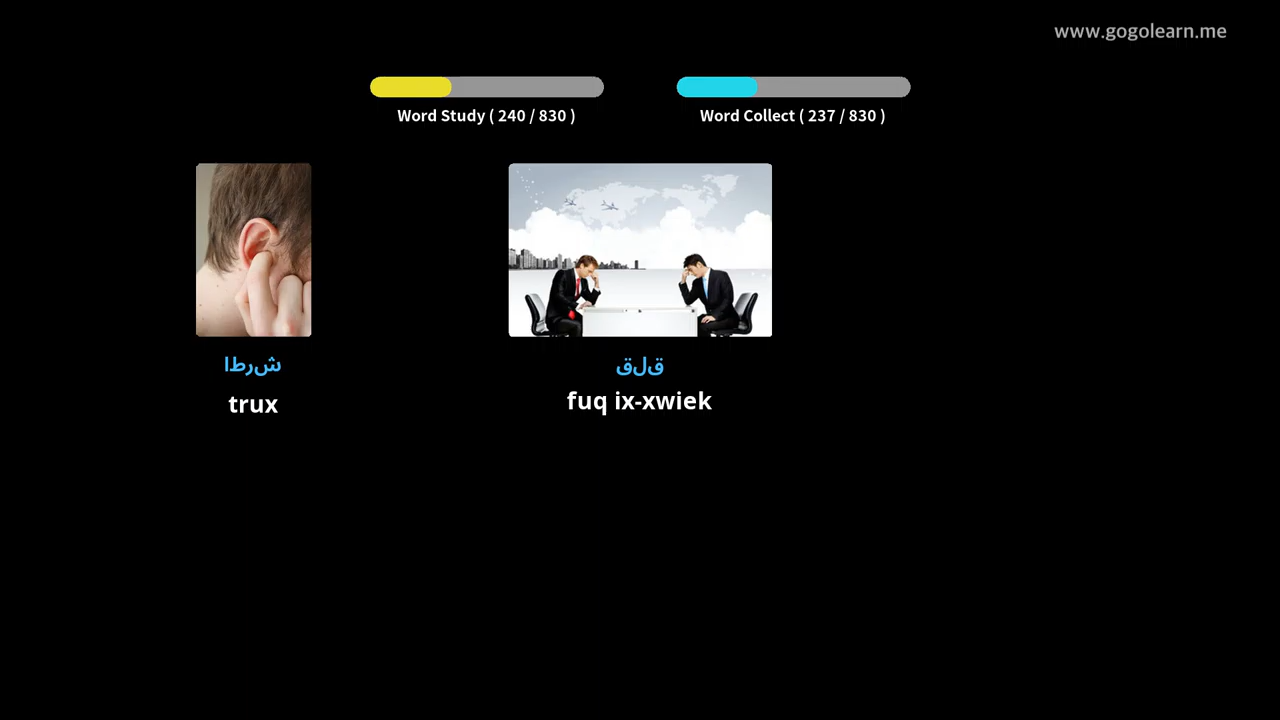 www.gogolearn.me
Word Study ( 240 / 830 )
Word Collect ( 237 / 830 )
شرطا
trux
قلق
fuq ix-xwiek